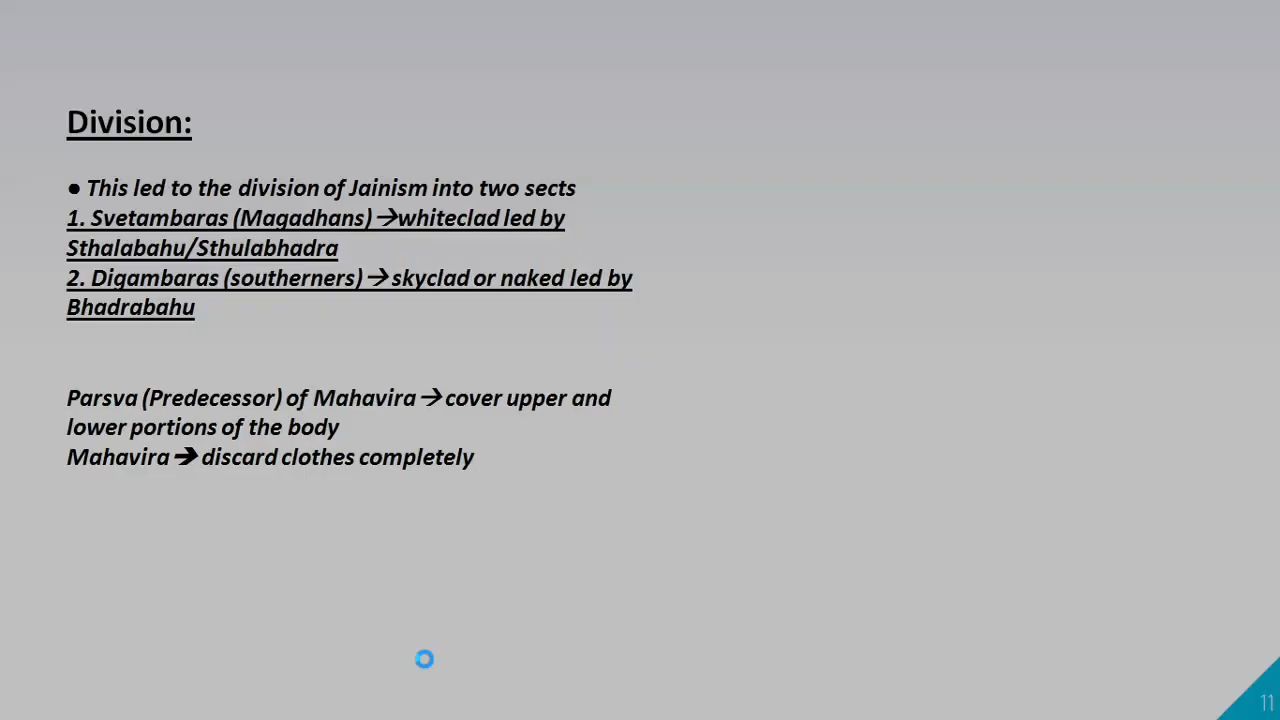 Division:
● This led to the division of Jainism into two sects
1. Svetambaras (Magadhans) →whiteclad led by
Sthalabahu/Sthulabhadra
2. Digambaras (southerners) → skyclad or naked led by
Bhadrabahu
Parsva (Predecessor) of Mahavira → cover upper and
lower portions of the body
Mahavira → discard clothes completely
11